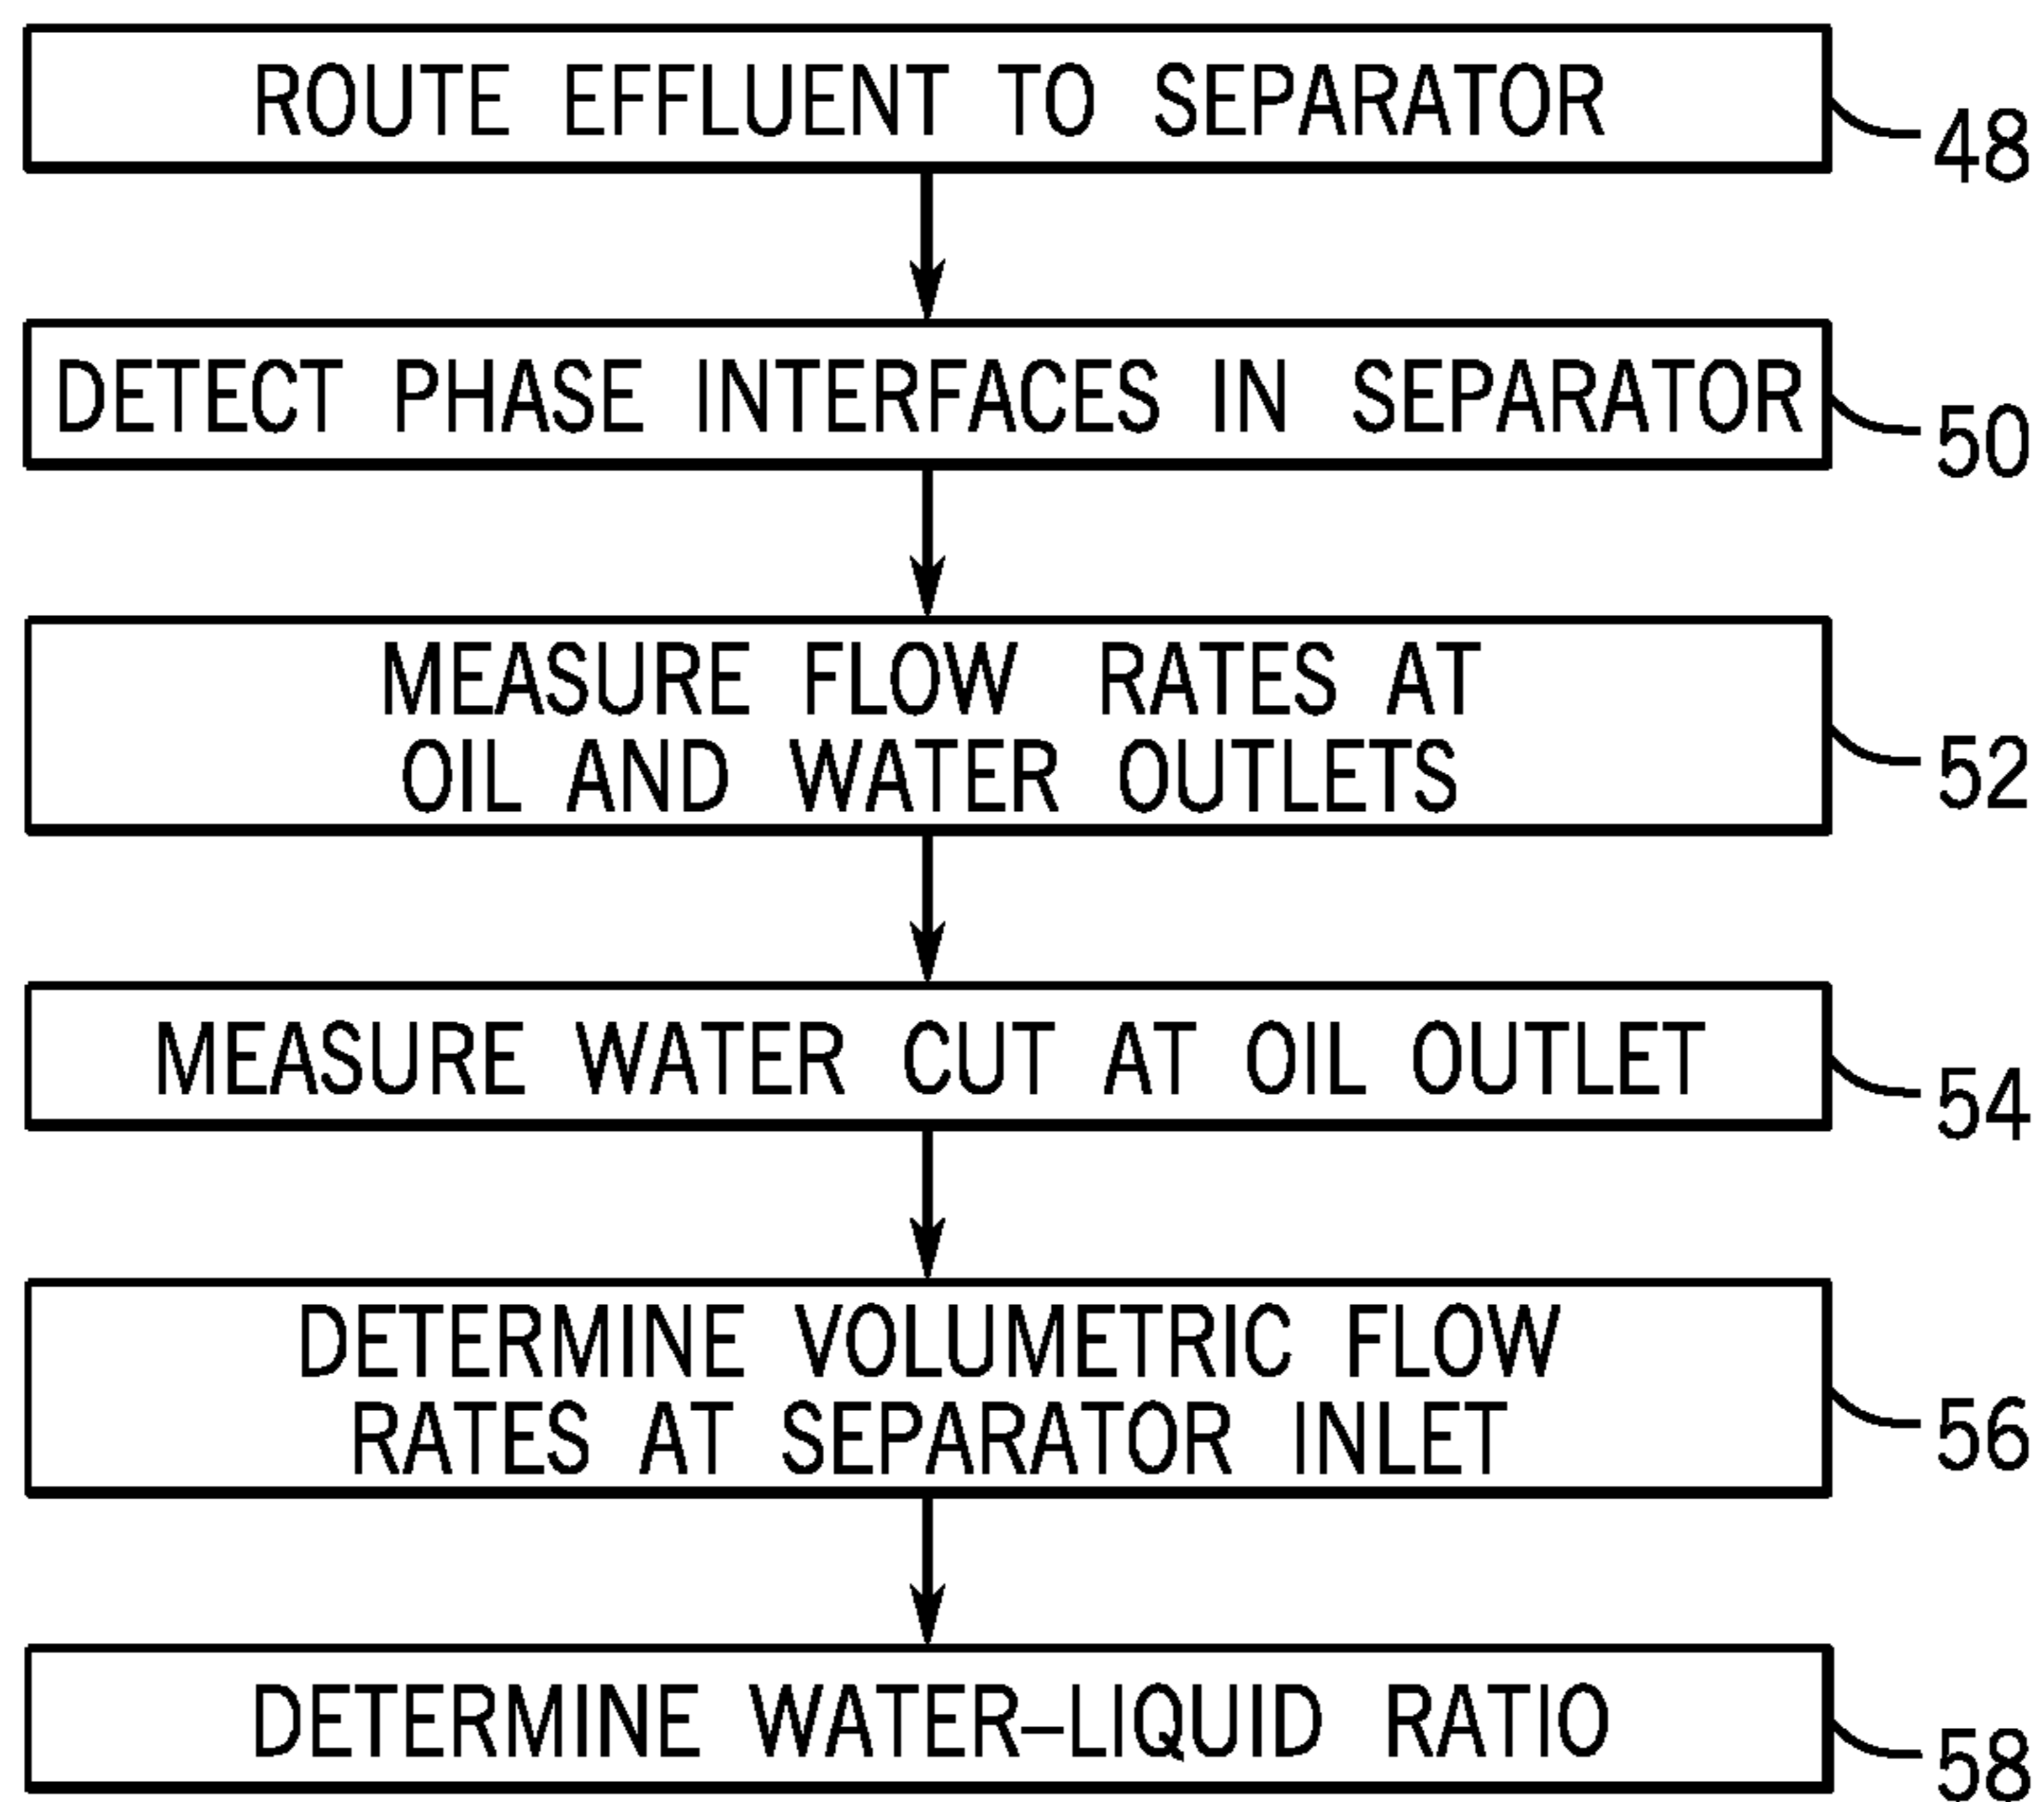 ROUTE EFFLUENT TO SEPARATOR
48
DETECT PHASE INTERFACES IN SEPARATOR
50
MEASURE FLOW RATES AT
OIL AND WATER OUTLETS
52
MEASURE WATER CUT AT OIL OUTLET
54
DETERMINE VOLUMETRIC FLOW
RATES AT SEPARATOR INLET
56
DETERMINE WATER–LIQUID RATIO
58